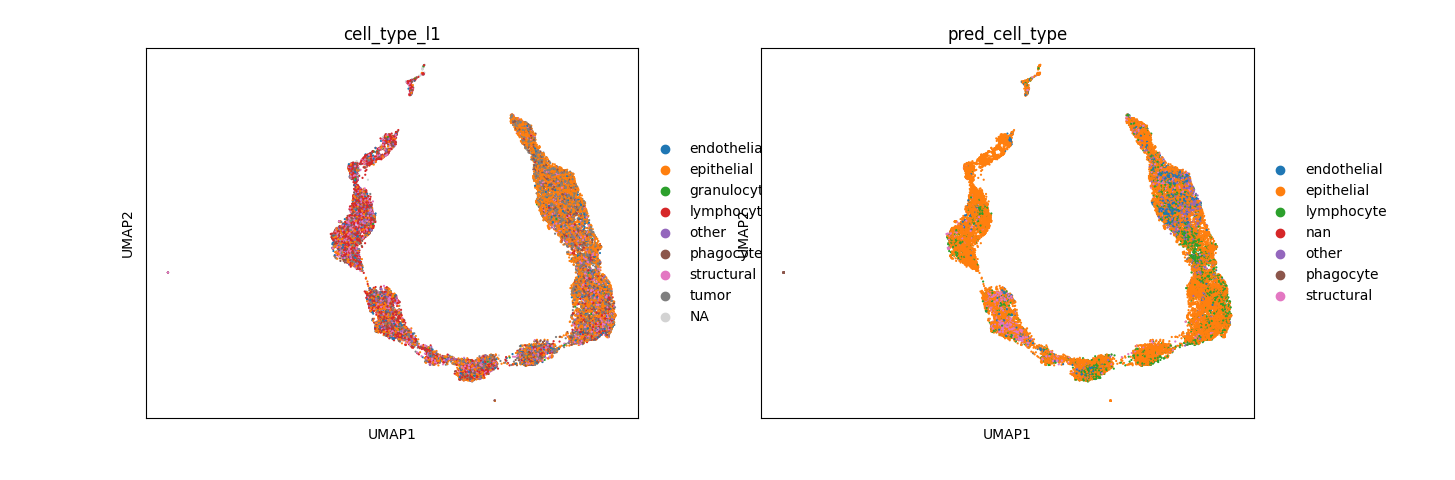 cell_type_l1
pred_cell_type
endothelia
epithelial
granulocyt
lymphocyt
other
phagocyte
structural
tumor
NA
UMAP2
UMAP1
endothelial
epithelial
lymphocyte
nan
other
phagocyte
structural
UMAP2
UMAP1